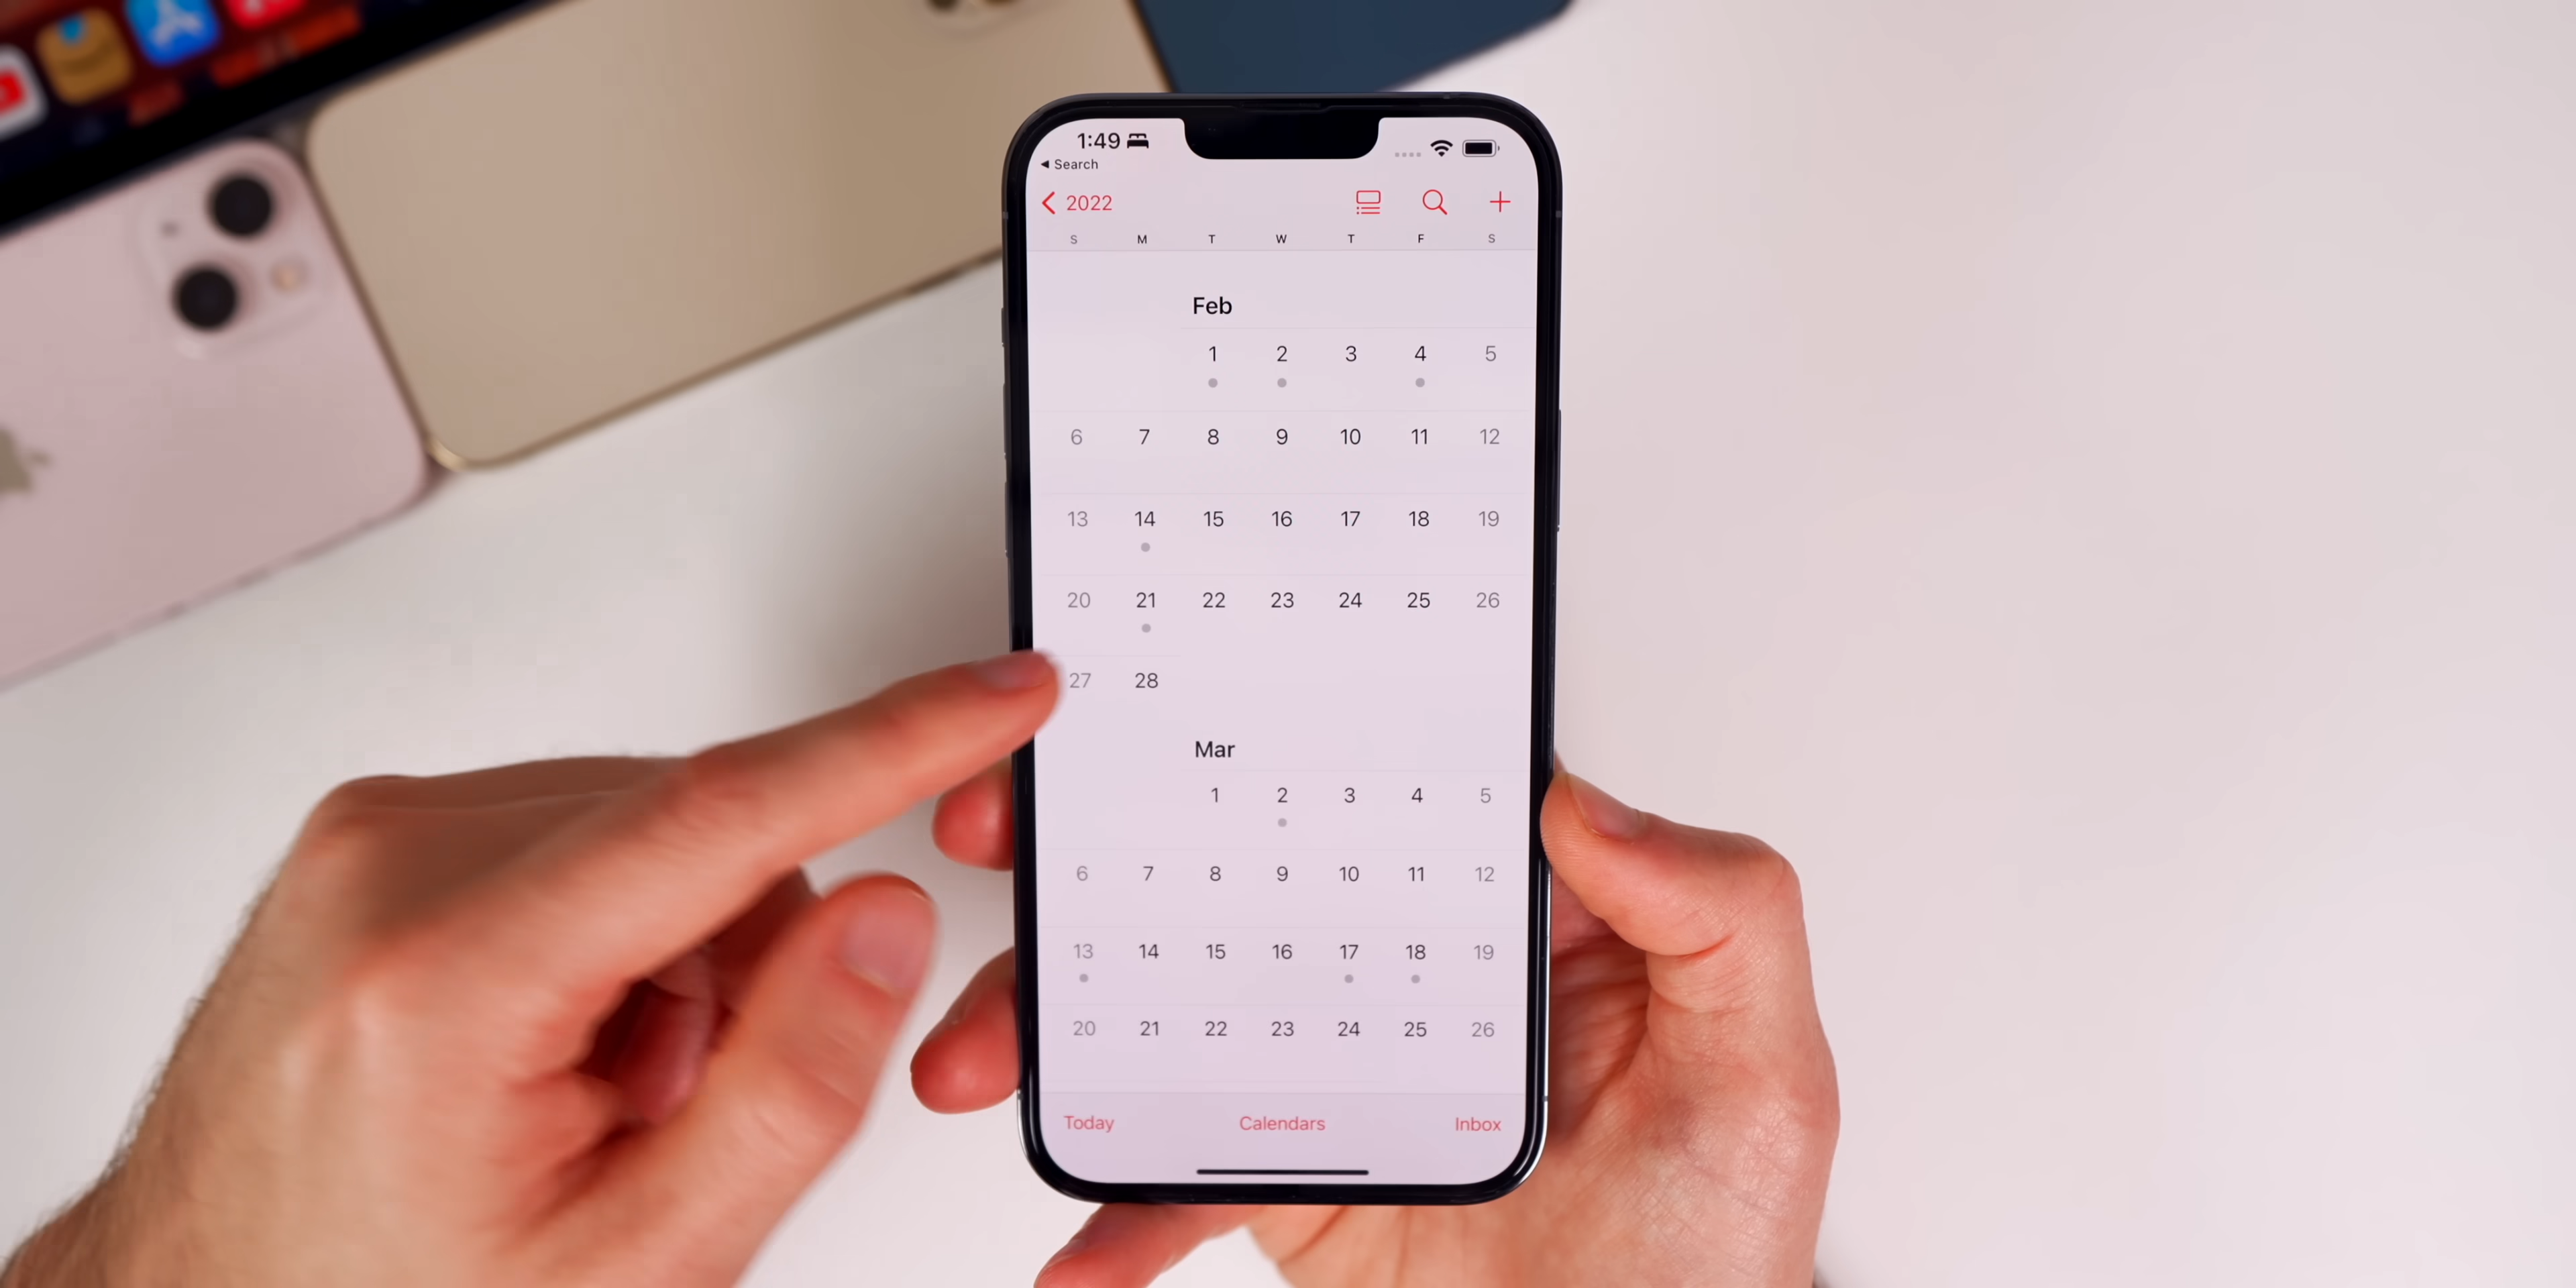 1:49
◀ Search
2022
S M T W T F S
Feb
1 2 3 4 5
6 7 8 9 10 11 12
13 14 15 16 17 18 19
20 21 22 23 24 25 26
27 28
Mar
1 2 3 4 5
6 7 8 9 10 11 12
13 14 15 16 17 18 19
20 21 22 23 24 25 26
Today Calendars Inbox